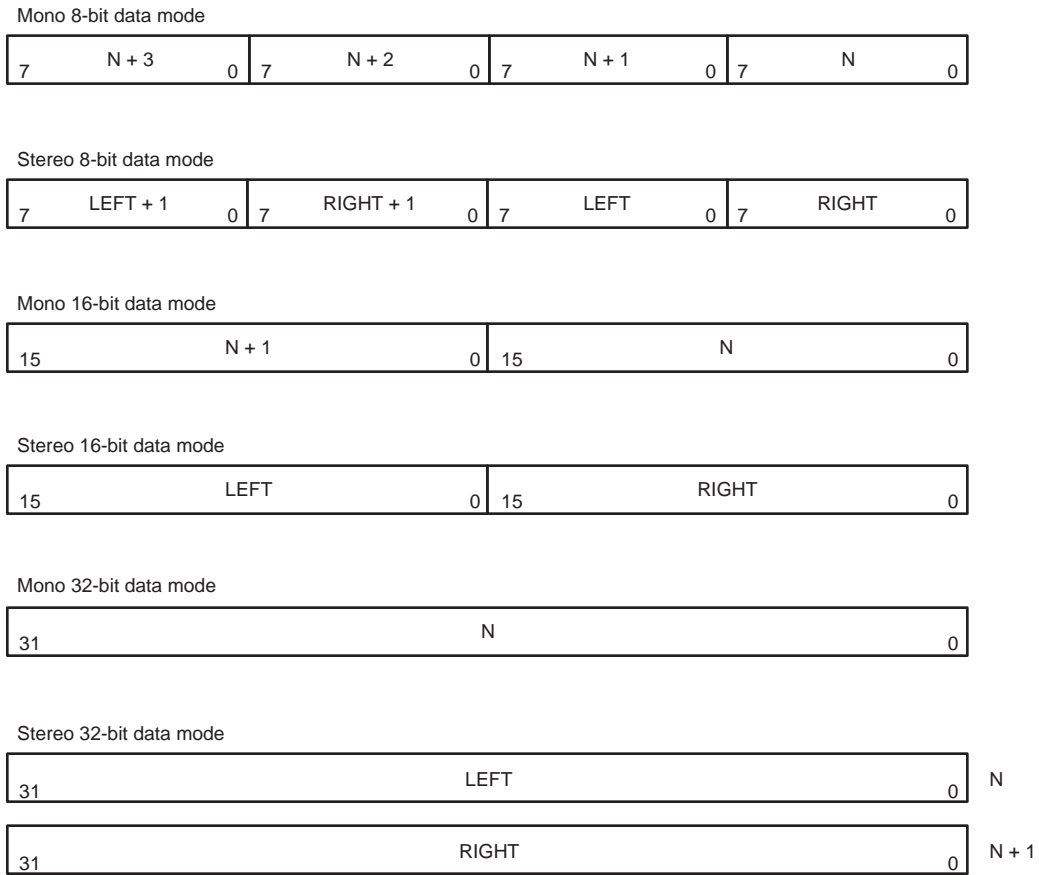 Mono 8-bit data mode
7 N + 3 0 7 N + 2 0 7 N + 1 0 7 N 0
Stereo 8-bit data mode
7 LEFT + 1 0 7 RIGHT + 1 0 7 LEFT 0 7 RIGHT 0
Mono 16-bit data mode
15 N + 1 0 15 N 0
Stereo 16-bit data mode
15 LEFT 0 15 RIGHT 0
Mono 32-bit data mode
31 N 0
Stereo 32-bit data mode
31 LEFT 0 N
31 RIGHT 0 N + 1